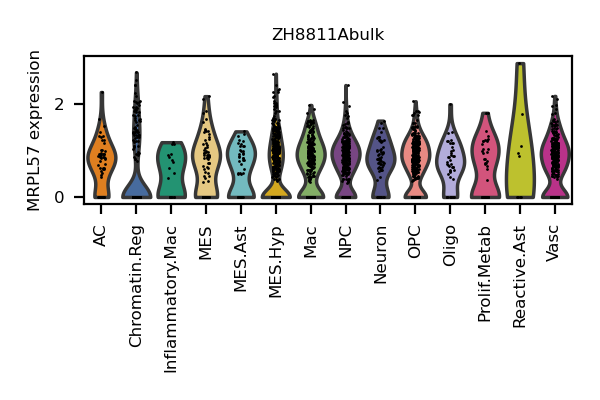 ZH8811Abulk
MRPL57 expression
2
0
AC
Chromatin.Reg
Inflammatory.Mac
MES
MES.Ast
MES.Hyp
Mac
NPC
Neuron
OPC
Oligo
Prolif.Metab
Reactive.Ast
Vasc